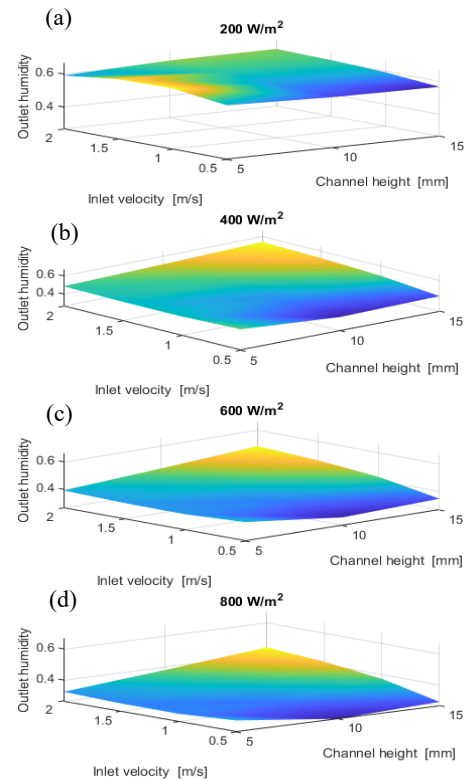 (a)
200 W/m²
Outlet humidity
0.6
0.4
2
1.5
1
0.5
5
10
15
Inlet velocity [m/s]
Channel height [mm]
(b)
400 W/m²
Outlet humidity
0.6
0.4
2
1.5
1
0.5
5
10
15
Inlet velocity [m/s]
Channel height [mm]
(c)
600 W/m²
Outlet humidity
0.6
0.4
2
1.5
1
0.5
5
10
15
Inlet velocity [m/s]
Channel height [mm]
(d)
800 W/m²
Outlet humidity
0.6
0.4
2
1.5
1
0.5
5
10
15
Inlet velocity [m/s]
Channel height [mm]